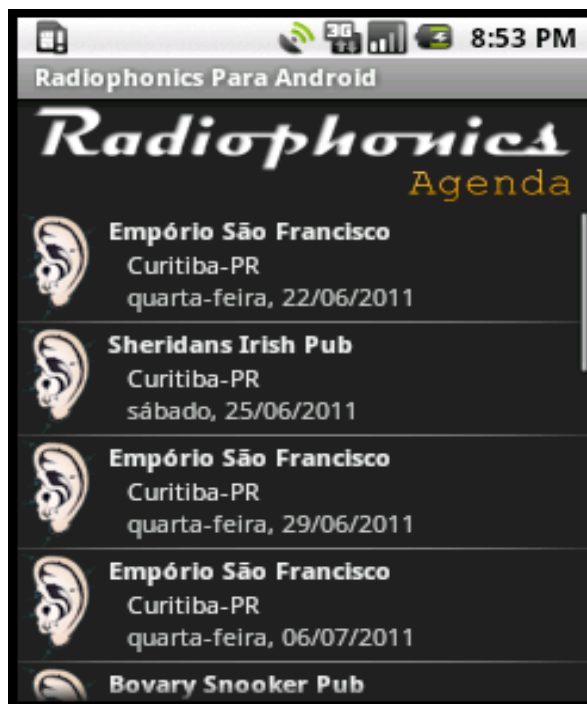 3G
8:53 PM
Radiophonics Para Android
Radiophonics
Agenda
Empório São Francisco
Curitiba-PR
quarta-feira, 22/06/2011
Sheridans Irish Pub
Curitiba-PR
sábado, 25/06/2011
Empório São Francisco
Curitiba-PR
quarta-feira, 29/06/2011
Empório São Francisco
Curitiba-PR
quarta-feira, 06/07/2011
Bovary Snooker Pub